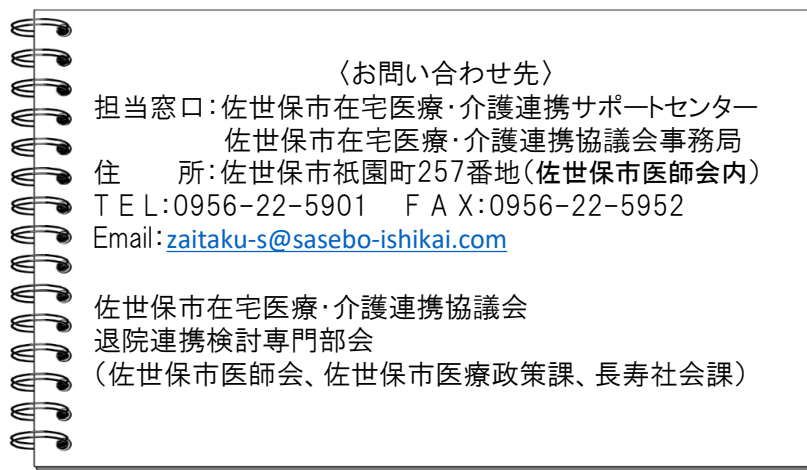 〈お問い合わせ先〉
担当窓口:佐世保市在宅医療・介護連携サポートセンター
佐世保市在宅医療・介護連携協議会事務局
住　　所:佐世保市祇園町257番地(佐世保市医師会内)
ＴＥＬ:0956-22-5901　ＦＡＸ:0956-22-5952
Email:zaitaku-s@sasebo-ishikai.com
佐世保市在宅医療・介護連携協議会
退院連携検討専門部会
(佐世保市医師会、佐世保市医療政策課、長寿社会課)